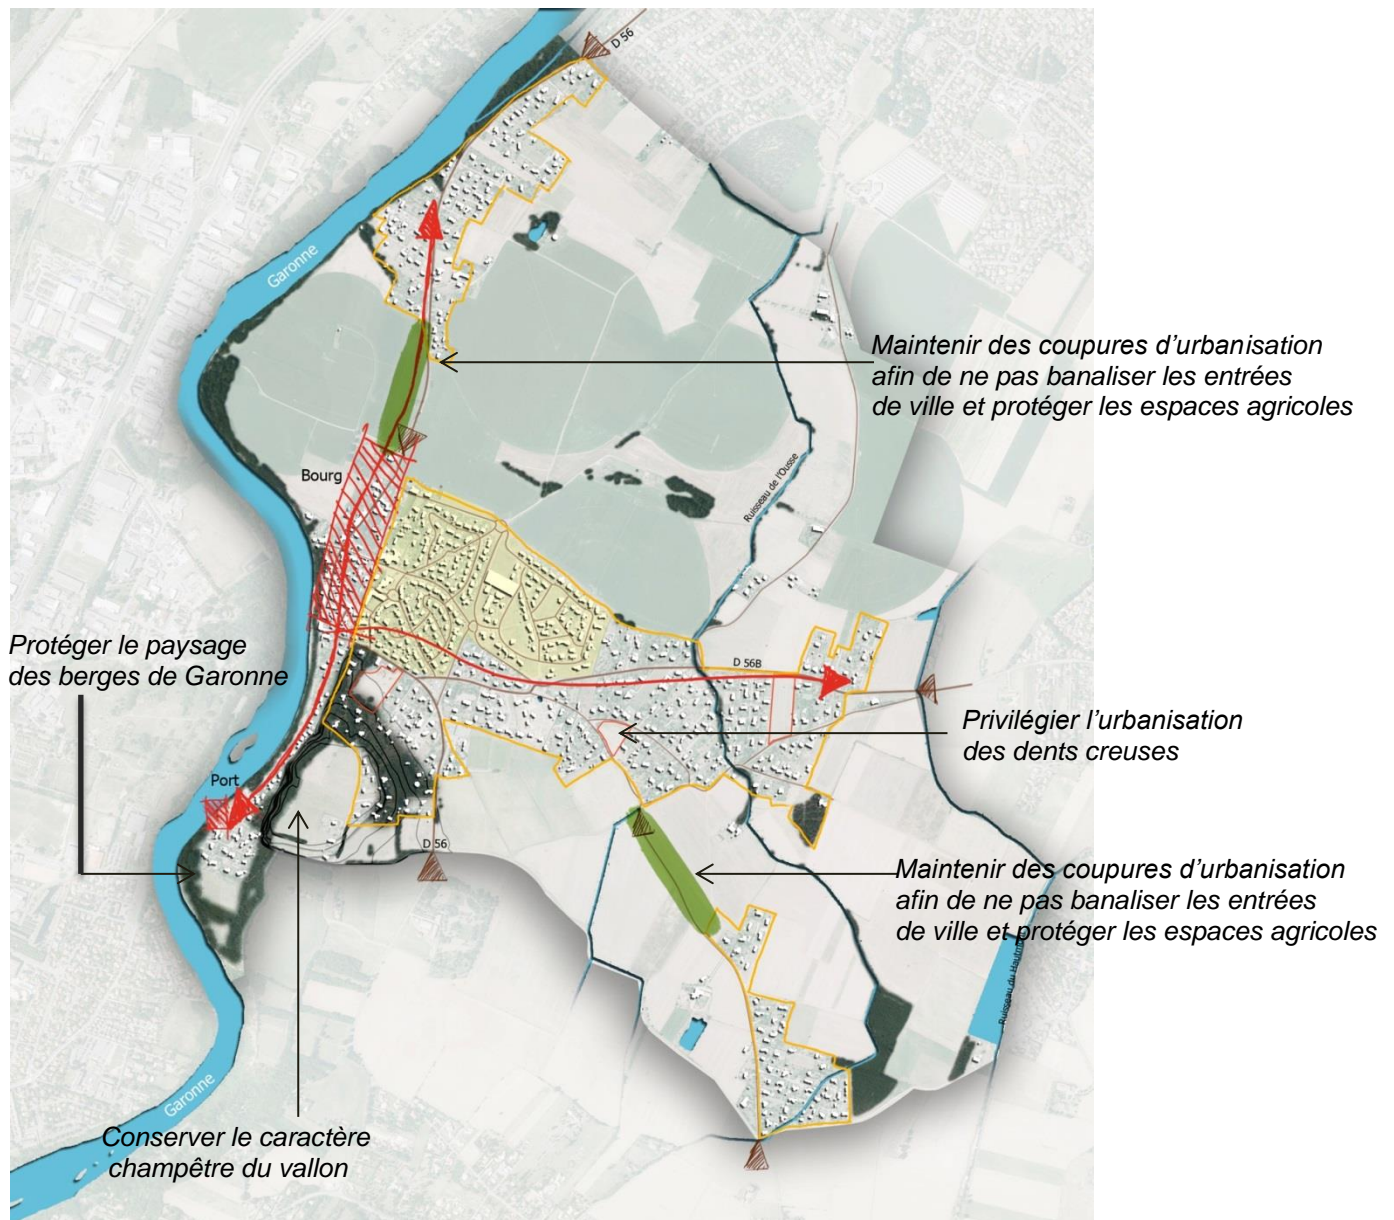 D 56
Garonne
Maintenir des coupures d’urbanisation
afin de ne pas banaliser les entrées
de ville et protéger les espaces agricoles
Bourg
Ruisseau de l'Ousse
Protéger le paysage
des berges de Garonne
D 56B
Privilégier l’urbanisation
des dents creuses
Port
D 56
Maintenir des coupures d’urbanisation
afin de ne pas banaliser les entrées
de ville et protéger les espaces agricoles
Ruisseau du
Garonne
Conserver le caractère
champêtre du vallon